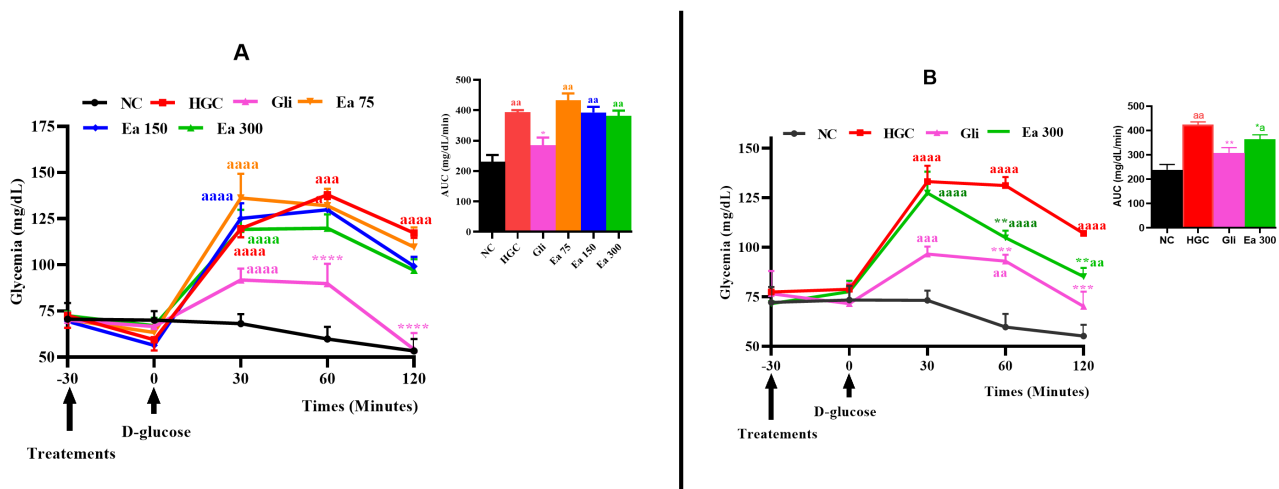 A
NC HGC Gli Ea 75
Ea 150 Ea 300
Glycemia (mg/dL)
175
150
125
100
75
50
aaaa
aaaa
aaaa
aaaa
aaaa
aaa
****
aaaa
****
-30 0 30 60 120
Times (Minutes)
D-glucose
Treatements
AUC (mg/dL/min)
500
400
300
200
100
0
aa
*
aa
aa
aa
NC HGC Gli Ea 75 Ea 150 Ea 300
B
NC HGC Gli Ea 300
Glycemia (mg/dL)
150
125
100
75
50
aaaa
aaaa
aaa
aaaa
**aaaa
***
aa
aaaa
**aa
***
-30 0 30 60 120
Times (Minutes)
D-glucose
Treatements
AUC (mg/dL/min)
500
400
300
200
100
0
aa
**
*a
NC HGC Gli Ea 300